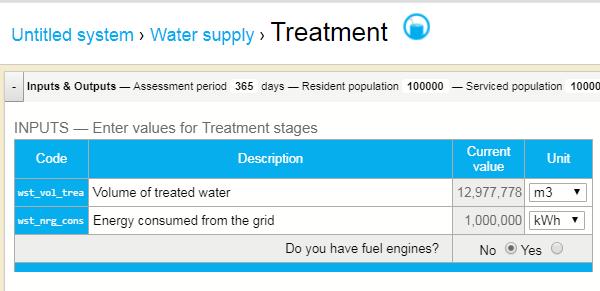 Untitled system › Water supply › Treatment
- Inputs & Outputs — Assessment period 365 days — Resident population 100000 — Serviced population 10000
INPUTS — Enter values for Treatment stages
Code Description Current value Unit
wst_vol_trea Volume of treated water 12,977,778 m3
wst_nrg_cons Energy consumed from the grid 1,000,000 kWh
Do you have fuel engines? No Yes